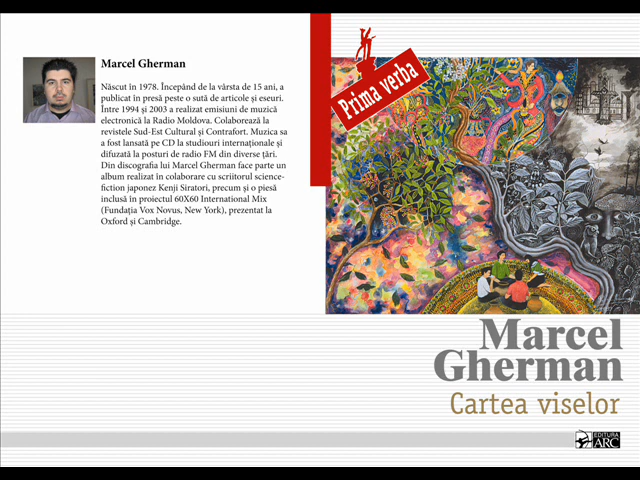 Marcel Gherman
Născut în 1978. Începând de la vârsta de 15 ani, a
publicat în presă peste o sută de articole și eseuri.
Între 1994 și 2003 a realizat emisiuni de muzică
electronică la Radio Moldova. Colaborează la
revistele Sud-Est Cultural și Contrafort. Muzica sa
a fost lansată pe CD la studiouri internaționale și
difuzată la posturi de radio FM din diverse țări.
Din discografia lui Marcel Gherman face parte un
album realizat în colaborare cu scriitorul science-
fiction japonez Kenji Siratori, precum și o piesă
inclusă în proiectul 60X60 International Mix
(Fundația Vox Novus, New York), prezentat la
Oxford și Cambridge.
Prima verba
Marcel
Gherman
Cartea viselor
EDITURA
ARC